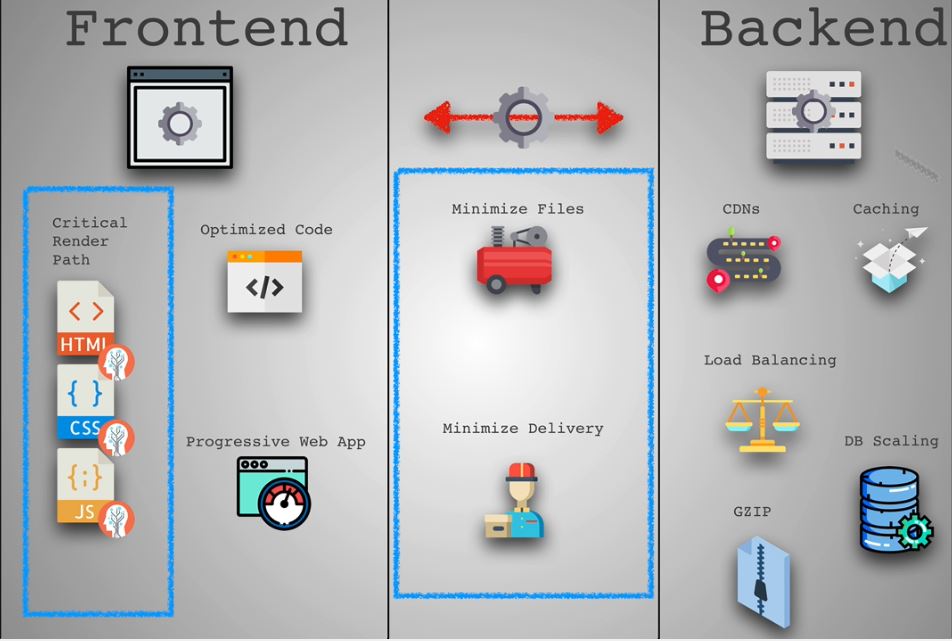 Frontend
Backend
Critical
Render
Path
Optimized Code
</>
< >
HTML
{ }
CSS
{;}
JS
Progressive Web App
Minimize Files
Minimize Delivery
CDNs
Caching
Load Balancing
DB Scaling
GZIP